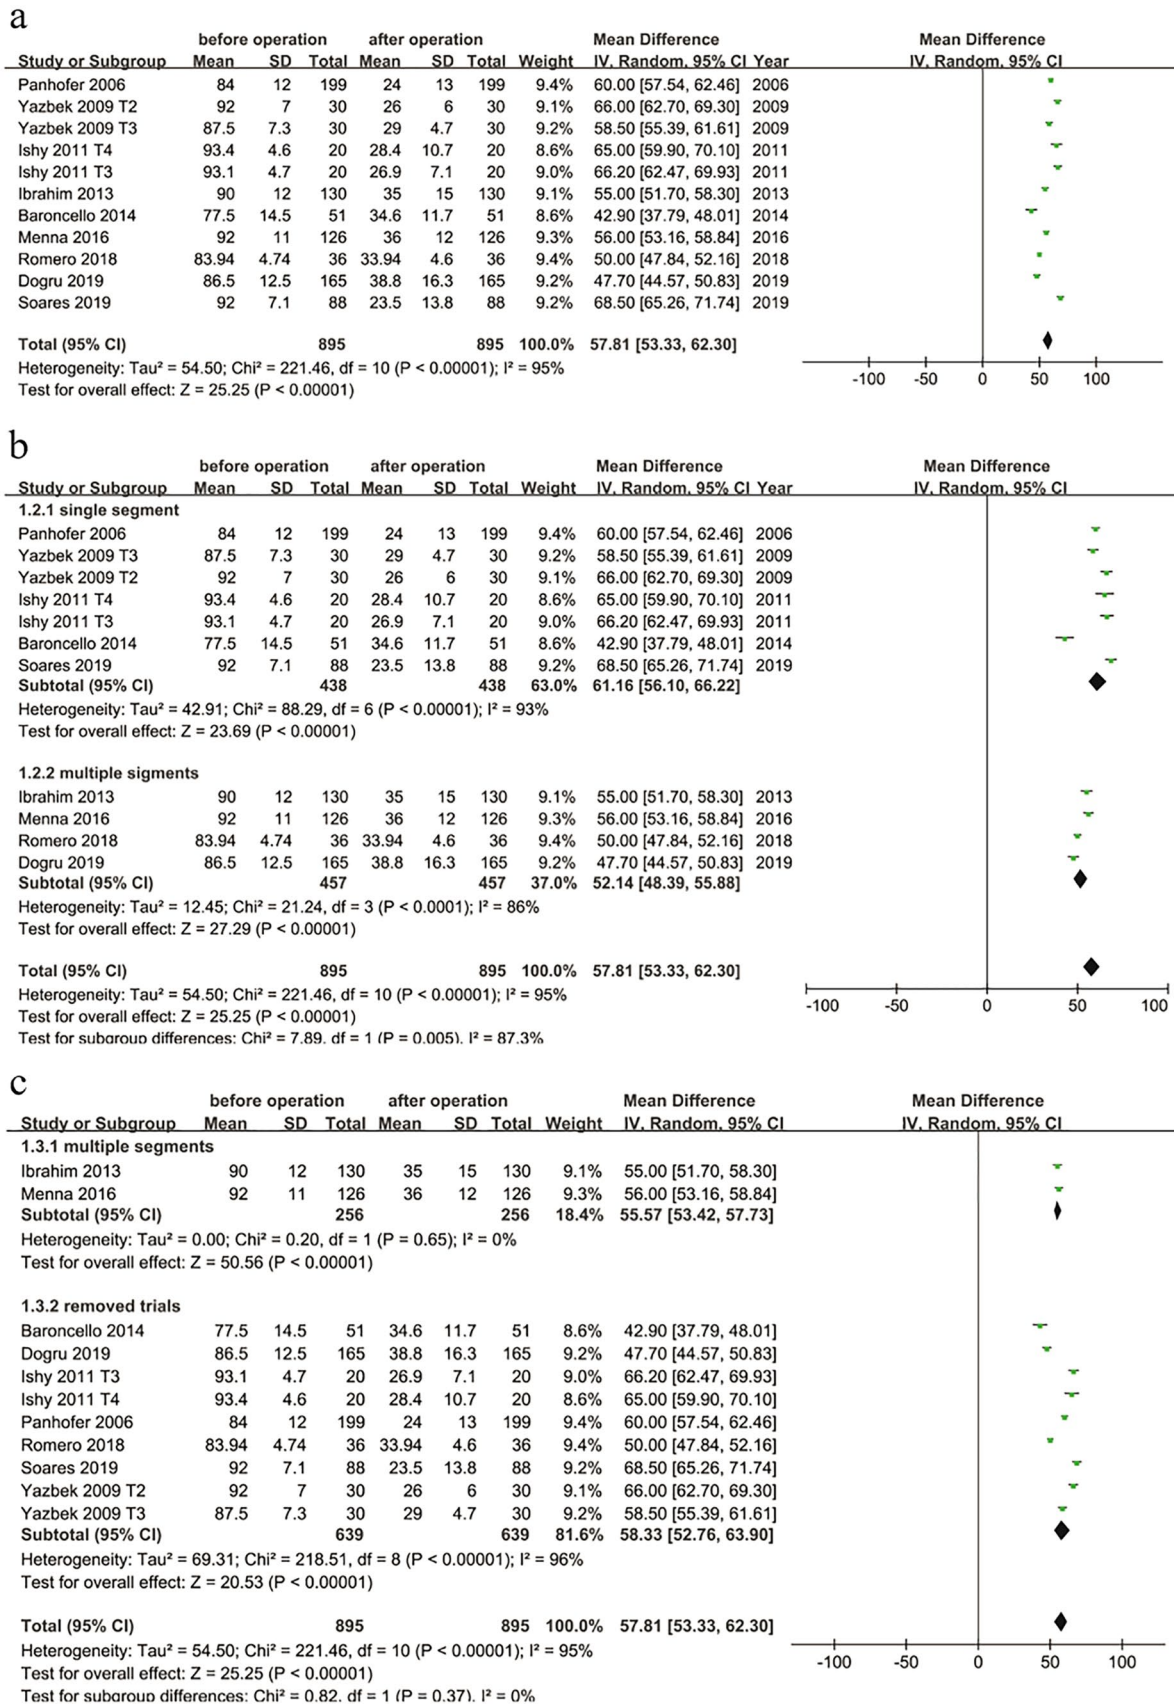 a
before operation after operation Mean Difference Mean Difference
Study or Subgroup Mean SD Total Mean SD Total Weight IV, Random, 95% CI Year IV, Random, 95% CI
Panhofer 2006 84 12 199 24 13 199 9.4% 60.00 [57.54, 62.46] 2006
Yazbek 2009 T2 92 7 30 26 6 30 9.1% 66.00 [62.70, 69.30] 2009
Yazbek 2009 T3 87.5 7.3 30 29 4.7 30 9.2% 58.50 [55.39, 61.61] 2009
Ishy 2011 T4 93.4 4.6 20 28.4 10.7 20 8.6% 65.00 [59.90, 70.10] 2011
Ishy 2011 T3 93.1 4.7 20 26.9 7.1 20 9.0% 66.20 [62.47, 69.93] 2011
Ibrahim 2013 90 12 130 35 15 130 9.1% 55.00 [51.70, 58.30] 2013
Baroncello 2014 77.5 14.5 51 34.6 11.7 51 8.6% 42.90 [37.79, 48.01] 2014
Menna 2016 92 11 126 36 12 126 9.3% 56.00 [53.16, 58.84] 2016
Romero 2018 83.94 4.74 36 33.94 4.6 36 9.4% 50.00 [47.84, 52.16] 2018
Dogru 2019 86.5 12.5 165 38.8 16.3 165 9.2% 47.70 [44.57, 50.83] 2019
Soares 2019 92 7.1 88 23.5 13.8 88 9.2% 68.50 [65.26, 71.74] 2019
Total (95% CI) 895 895 100.0% 57.81 [53.33, 62.30]
Heterogeneity: Tau² = 54.50; Chi² = 221.46, df = 10 (P < 0.00001); I² = 95%
Test for overall effect: Z = 25.25 (P < 0.00001)
-100 -50 0 50 100
b
before operation after operation Mean Difference Mean Difference
Study or Subgroup Mean SD Total Mean SD Total Weight IV, Random, 95% CI Year IV, Random, 95% CI
1.2.1 single segment
Panhofer 2006 84 12 199 24 13 199 9.4% 60.00 [57.54, 62.46] 2006
Yazbek 2009 T3 87.5 7.3 30 29 4.7 30 9.2% 58.50 [55.39, 61.61] 2009
Yazbek 2009 T2 92 7 30 26 6 30 9.1% 66.00 [62.70, 69.30] 2009
Ishy 2011 T4 93.4 4.6 20 28.4 10.7 20 8.6% 65.00 [59.90, 70.10] 2011
Ishy 2011 T3 93.1 4.7 20 26.9 7.1 20 9.0% 66.20 [62.47, 69.93] 2011
Baroncello 2014 77.5 14.5 51 34.6 11.7 51 8.6% 42.90 [37.79, 48.01] 2014
Soares 2019 92 7.1 88 23.5 13.8 88 9.2% 68.50 [65.26, 71.74] 2019
Subtotal (95% CI) 438 438 63.0% 61.16 [56.10, 66.22]
Heterogeneity: Tau² = 42.91; Chi² = 88.29, df = 6 (P < 0.00001); I² = 93%
Test for overall effect: Z = 23.69 (P < 0.00001)
1.2.2 multiple sigments
Ibrahim 2013 90 12 130 35 15 130 9.1% 55.00 [51.70, 58.30] 2013
Menna 2016 92 11 126 36 12 126 9.3% 56.00 [53.16, 58.84] 2016
Romero 2018 83.94 4.74 36 33.94 4.6 36 9.4% 50.00 [47.84, 52.16] 2018
Dogru 2019 86.5 12.5 165 38.8 16.3 165 9.2% 47.70 [44.57, 50.83] 2019
Subtotal (95% CI) 457 457 37.0% 52.14 [48.39, 55.88]
Heterogeneity: Tau² = 12.45; Chi² = 21.24, df = 3 (P < 0.0001); I² = 86%
Test for overall effect: Z = 27.29 (P < 0.00001)
Total (95% CI) 895 895 100.0% 57.81 [53.33, 62.30]
Heterogeneity: Tau² = 54.50; Chi² = 221.46, df = 10 (P < 0.00001); I² = 95%
Test for overall effect: Z = 25.25 (P < 0.00001)
Test for subgroup differences: Chi² = 7.89, df = 1 (P = 0.005), I² = 87.3%
-100 -50 0 50 100
c
before operation after operation Mean Difference Mean Difference
Study or Subgroup Mean SD Total Mean SD Total Weight IV, Random, 95% CI IV, Random, 95% CI
1.3.1 multiple segments
Ibrahim 2013 90 12 130 35 15 130 9.1% 55.00 [51.70, 58.30]
Menna 2016 92 11 126 36 12 126 9.3% 56.00 [53.16, 58.84]
Subtotal (95% CI) 256 256 18.4% 55.57 [53.42, 57.73]
Heterogeneity: Tau² = 0.00; Chi² = 0.20, df = 1 (P = 0.65); I² = 0%
Test for overall effect: Z = 50.56 (P < 0.00001)
1.3.2 removed trials
Baroncello 2014 77.5 14.5 51 34.6 11.7 51 8.6% 42.90 [37.79, 48.01]
Dogru 2019 86.5 12.5 165 38.8 16.3 165 9.2% 47.70 [44.57, 50.83]
Ishy 2011 T3 93.1 4.7 20 26.9 7.1 20 9.0% 66.20 [62.47, 69.93]
Ishy 2011 T4 93.4 4.6 20 28.4 10.7 20 8.6% 65.00 [59.90, 70.10]
Panhofer 2006 84 12 199 24 13 199 9.4% 60.00 [57.54, 62.46]
Romero 2018 83.94 4.74 36 33.94 4.6 36 9.4% 50.00 [47.84, 52.16]
Soares 2019 92 7.1 88 23.5 13.8 88 9.2% 68.50 [65.26, 71.74]
Yazbek 2009 T2 92 7 30 26 6 30 9.1% 66.00 [62.70, 69.30]
Yazbek 2009 T3 87.5 7.3 30 29 4.7 30 9.2% 58.50 [55.39, 61.61]
Subtotal (95% CI) 639 639 81.6% 58.33 [52.76, 63.90]
Heterogeneity: Tau² = 69.31; Chi² = 218.51, df = 8 (P < 0.00001); I² = 96%
Test for overall effect: Z = 20.53 (P < 0.00001)
Total (95% CI) 895 895 100.0% 57.81 [53.33, 62.30]
Heterogeneity: Tau² = 54.50; Chi² = 221.46, df = 10 (P < 0.00001); I² = 95%
Test for overall effect: Z = 25.25 (P < 0.00001)
Test for subgroup differences: Chi² = 0.82, df = 1 (P = 0.37), I² = 0%
-100 -50 0 50 100